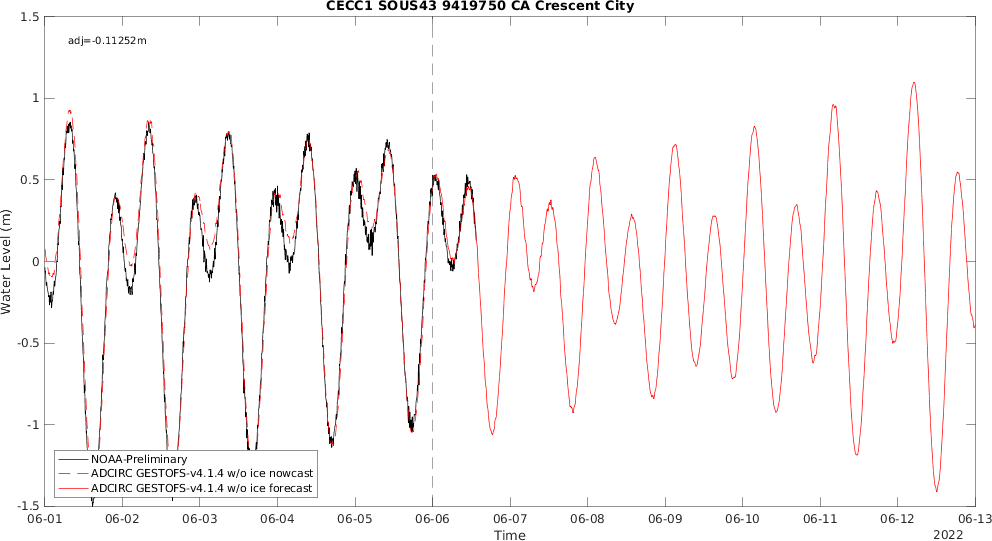 CECC1 SOUS43 9419750 CA Crescent City
adj=-0.11252m
1.5
1
0.5
0
-0.5
-1
-1.5
Water Level (m)
NOAA-Preliminary
ADCIRC GESTOFS-v4.1.4 w/o ice nowcast
ADCIRC GESTOFS-v4.1.4 w/o ice forecast
06-01 06-02 06-03 06-04 06-05 06-06 06-07 06-08 06-09 06-10 06-11 06-12 06-13
Time
2022